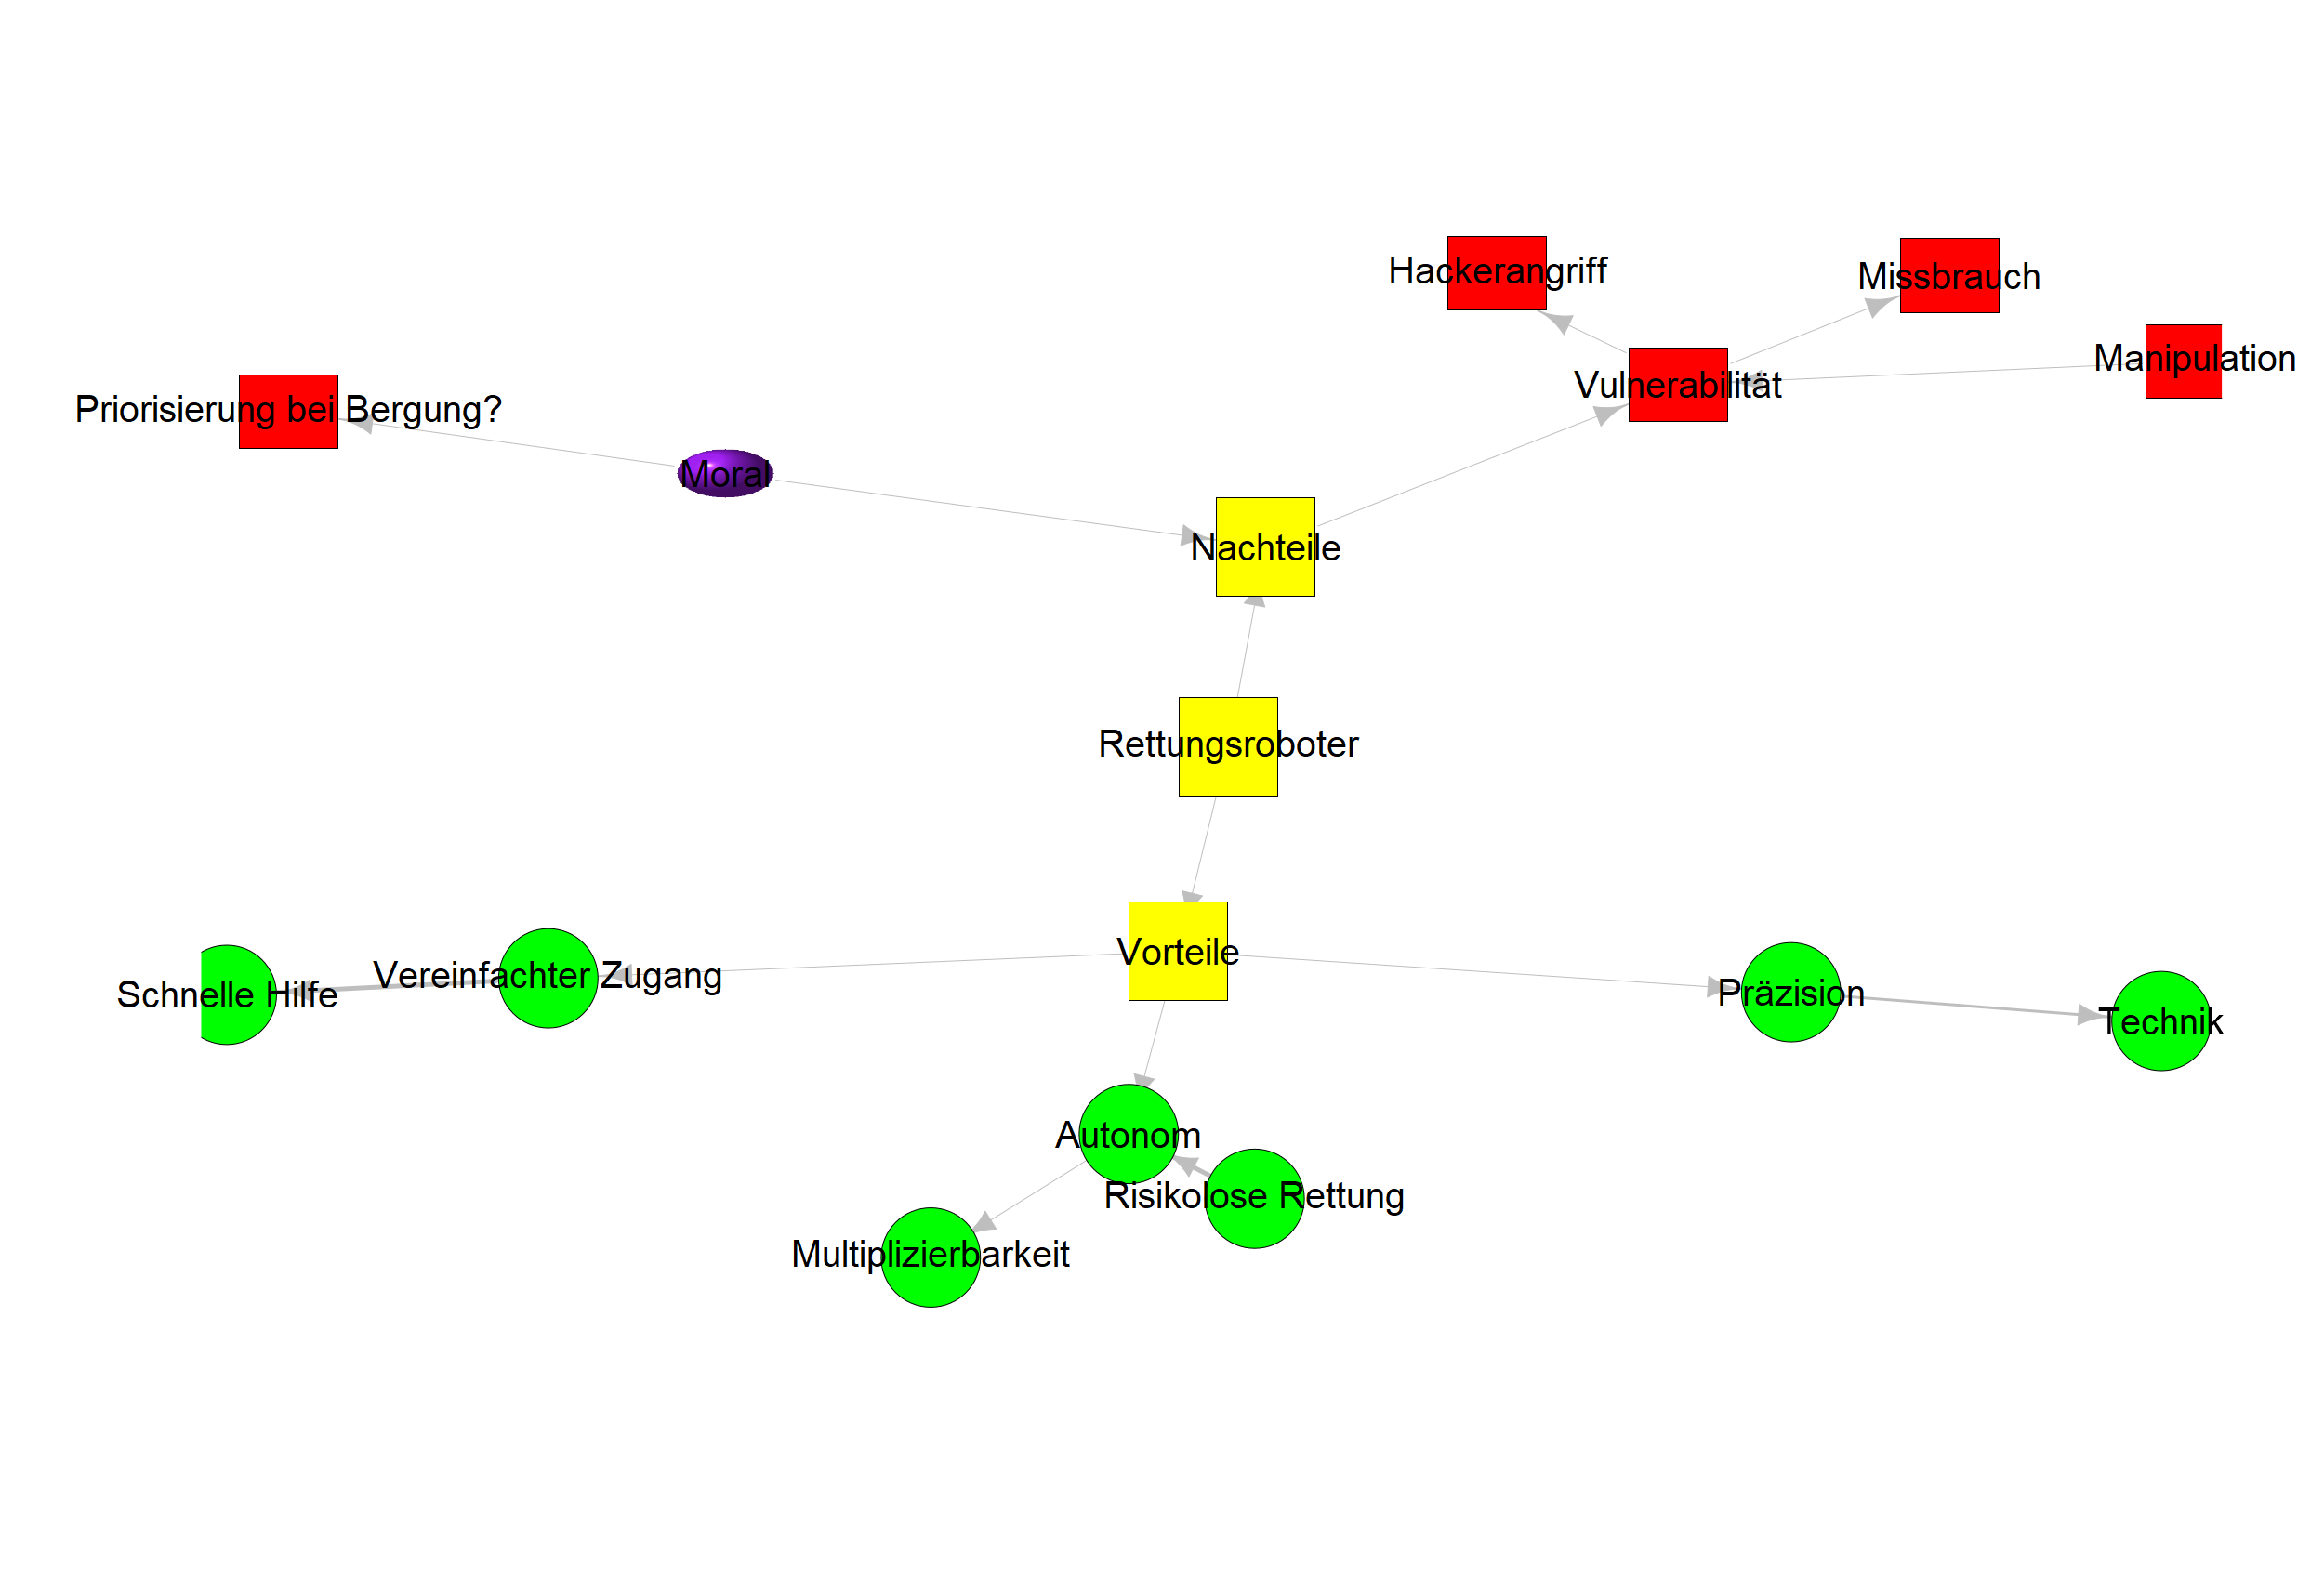 Hackerangriff
Missbrauch
Manipulation
Vulnerabilität
Priorisierung bei Bergung?
Moral
Nachteile
Rettungsroboter
Vorteile
Vereinfachter Zugang
Schnelle Hilfe
Präzision
Technik
Autonom
Risikolose Rettung
Multiplizierbarkeit